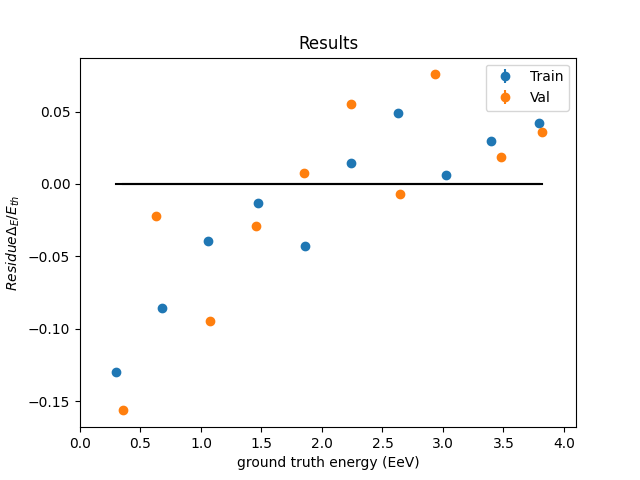 Results
Train
Val
0.05
0.00
−0.05
−0.10
−0.15
Residue Δ_E/E_th
0.0 0.5 1.0 1.5 2.0 2.5 3.0 3.5 4.0
ground truth energy (EeV)